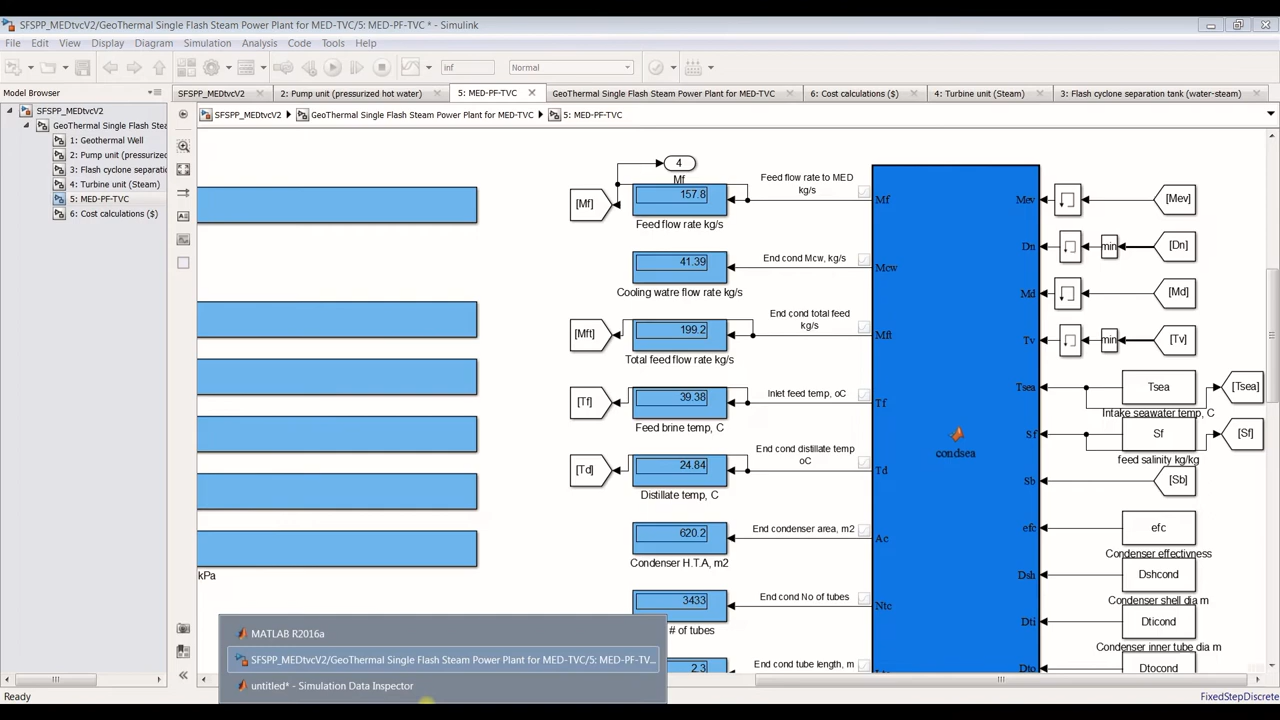 SFSPP_MEDtvcV2/GeoThermal Single Flash Steam Power Plant for MED-TVC/5: MED-PF-TVC * - Simulink
File Edit View Display Diagram Simulation Analysis Code Tools Help
inf Normal
Model Browser
SFSPP_MEDtvcV2 2: Pump unit (pressurized hot water) 5: MED-PF-TVC GeoThermal Single Flash Steam Power Plant for MED-TVC 6: Cost calculations ($) 4: Turbine unit (Steam) 3: Flash cyclone separation tank (water-steam)
SFSPP_MEDtvcV2 GeoThermal Single Flash Steam Power Plant for MED-TVC 5: MED-PF-TVC
SFSPP_MEDtvcV2
GeoThermal Single Flash Stea
1: Geothermal Well
2: Pump unit (pressurized
3: Flash cyclone separatio
4: Turbine unit (Steam)
5: MED-PF-TVC
6: Cost calculations ($)
kPa
4
Mf
[Mf]
157.8
Feed flow rate kg/s
Feed flow rate to MED
kg/s
Mf
41.39
Cooling watre flow rate kg/s
End cond Mcw, kg/s
Mcw
[Mft]
199.2
Total feed flow rate kg/s
End cond total feed
kg/s
Mft
[Tf]
39.38
Feed brine temp, C
Inlet feed temp, oC
Tf
[Td]
24.84
Distillate temp, C
End cond distillate temp
oC
Td
620.2
Condenser H.T.A, m2
End condenser area, m2
Ac
3433
# of tubes
End cond No of tubes
Ntc
2.3
End cond tube length, m
condsea
Mev
[Mev]
Dn
min
[Dn]
Md
[Md]
Tv
min
[Tv]
Tsea
Tsea
[Tsea]
Intake seawater temp, C
Sf
Sf
[Sf]
feed salinity kg/kg
Sb
[Sb]
efc
efc
Condenser effectivness
Dsh
Dshcond
Condenser shell dia m
Dti
Dticond
Condenser inner tube dia m
Dto
Dtocond
MATLAB R2016a
SFSPP_MEDtvcV2/GeoThermal Single Flash Steam Power Plant for MED-TVC/5: MED-PF-TV...
untitled* - Simulation Data Inspector
Ready
FixedStepDiscrete